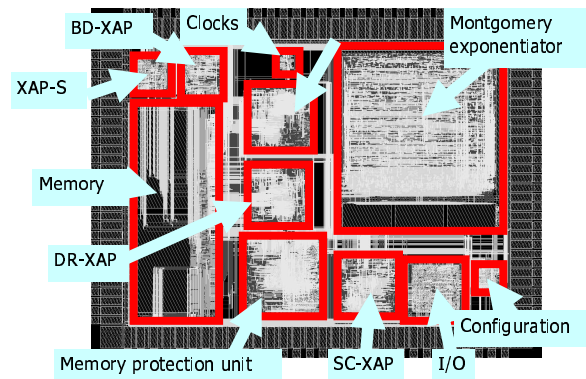 BD-XAP
Clocks
Montgomery
exponentiator
XAP-S
Memory
DR-XAP
Configuration
Memory protection unit
SC-XAP
I/O